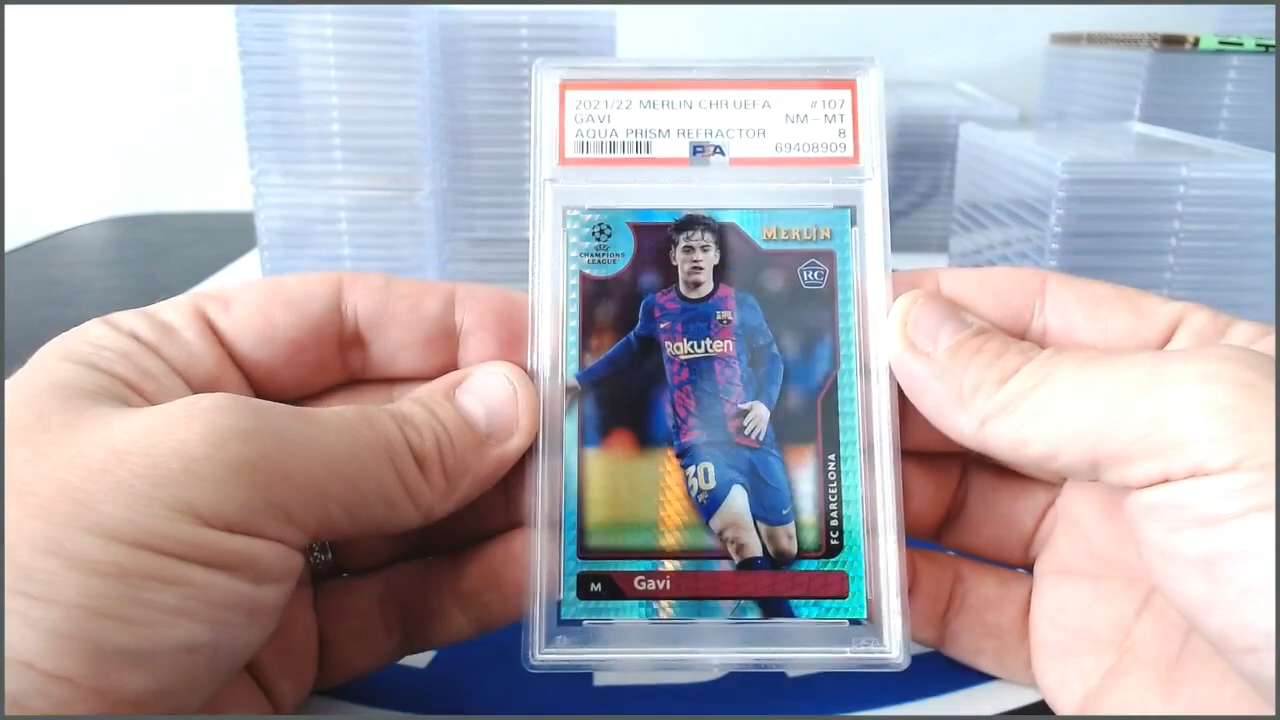 2021/22 MERLIN CHR UEFA #107
GAVI NM-MT
AQUA PRISM REFRACTOR 8
PSA 69408909
UEFA
CHAMPIONS
LEAGUE
MERLIN
RC
Rakuten
30
FC BARCELONA
M Gavi